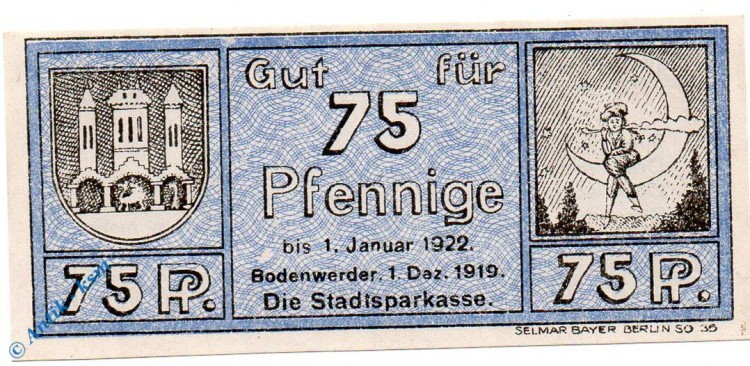 Gut für
75
Pfennige
bis 1. Januar 1922.
Bodenwerder, 1. Dez. 1919.
Die Stadtsparkasse.
75 Pf.
75 Pf.
SELMAR BAYER BERLIN SO 36